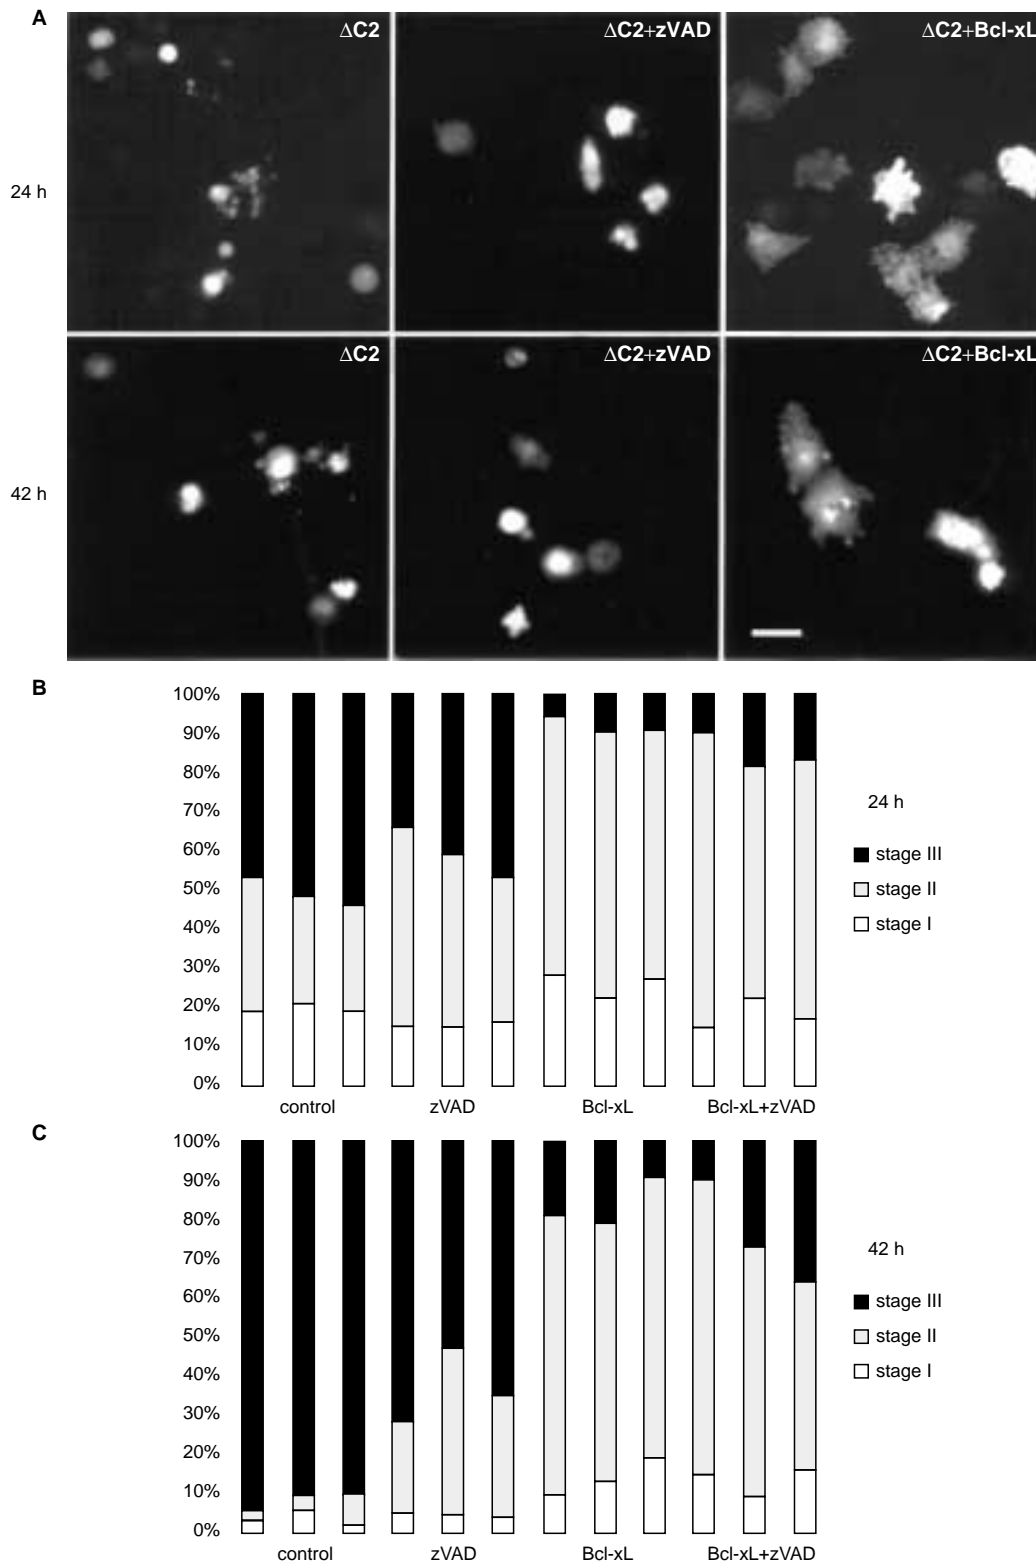 A
ΔC2
ΔC2+zVAD
ΔC2+Bcl-xL
24 h
ΔC2
ΔC2+zVAD
ΔC2+Bcl-xL
42 h
B
100%
90%
80%
70%
60%
50%
40%
30%
20%
10%
0%
24 h
stage III
stage II
stage I
control
zVAD
Bcl-xL
Bcl-xL+zVAD
C
100%
90%
80%
70%
60%
50%
40%
30%
20%
10%
0%
42 h
stage III
stage II
stage I
control
zVAD
Bcl-xL
Bcl-xL+zVAD